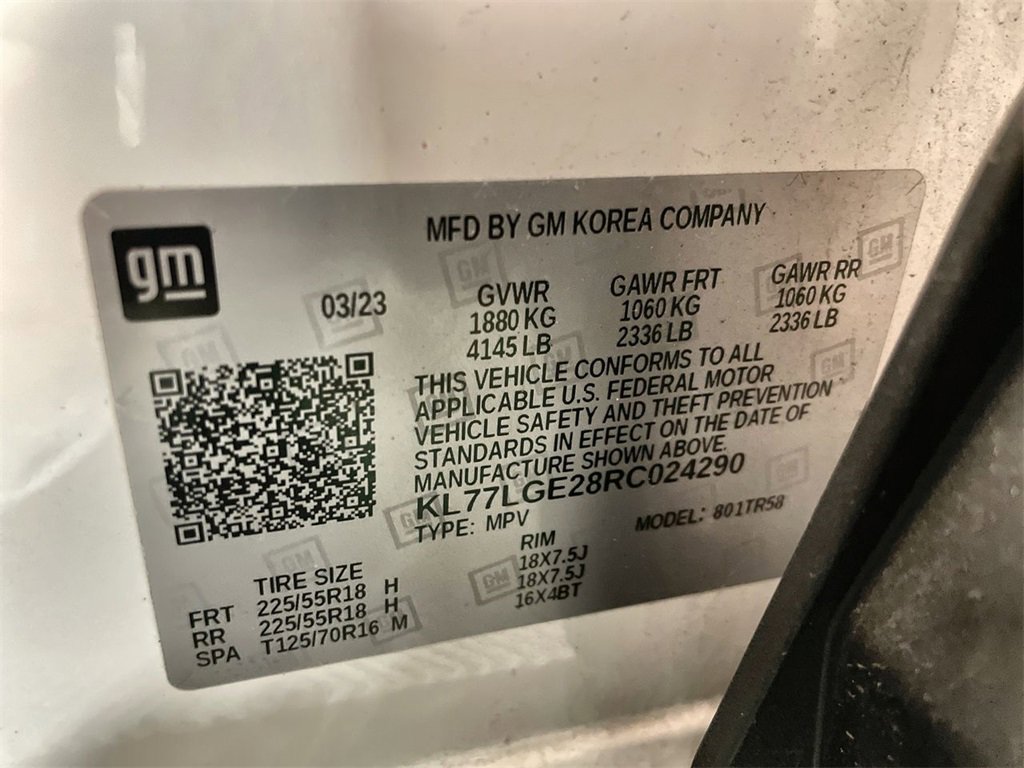 gm
MFD BY GM KOREA COMPANY
03/23
GVWR
1880 KG
4145 LB
GAWR FRT
1060 KG
2336 LB
GAWR RR
1060 KG
2336 LB
THIS VEHICLE CONFORMS TO ALL
APPLICABLE U.S. FEDERAL MOTOR
VEHICLE SAFETY AND THEFT PREVENTION
STANDARDS IN EFFECT ON THE DATE OF
MANUFACTURE SHOWN ABOVE.
KL77LGE28RC024290
TYPE: MPV
MODEL: 801TR58
TIRE SIZE
RIM
FRT 225/55R18 H 18X7.5J
RR 225/55R18 H 18X7.5J
SPA T125/70R16 M 16X4BT